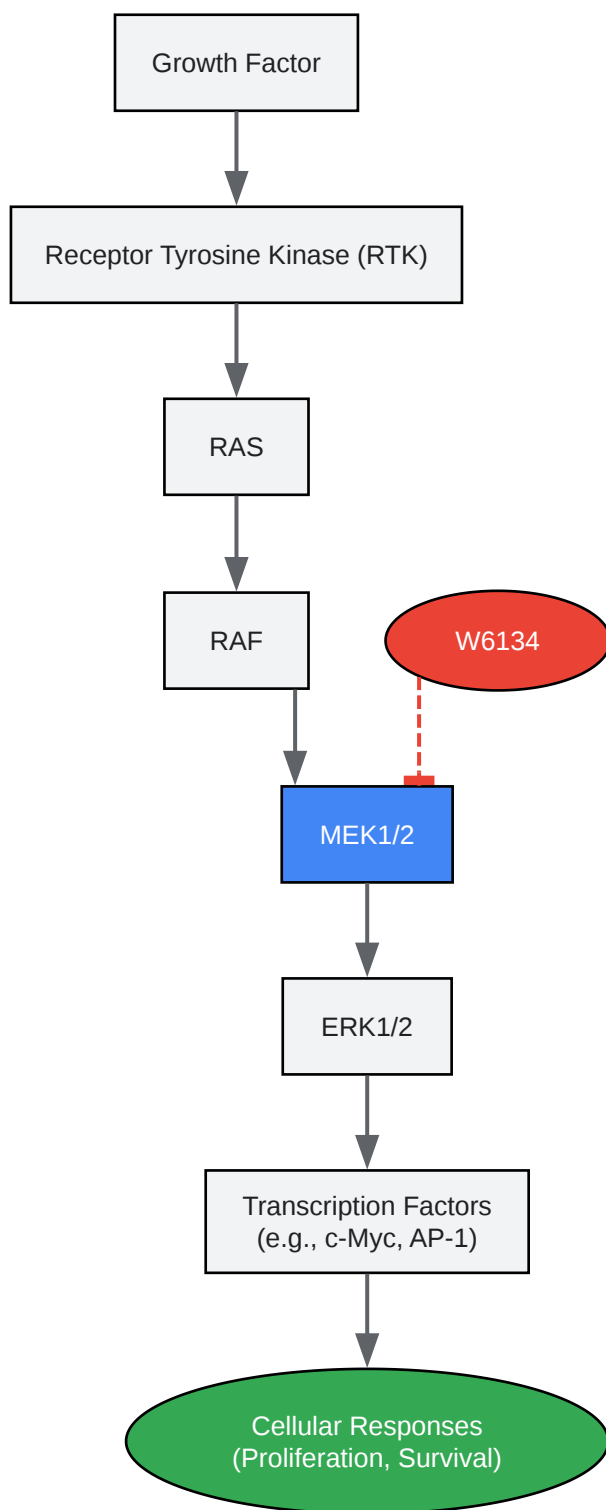 Growth Factor
Receptor Tyrosine Kinase (RTK)
RAS
RAF
W6134
MEK1/2
ERK1/2
Transcription Factors
(e.g., c-Myc, AP-1)
Cellular Responses
(Proliferation, Survival)